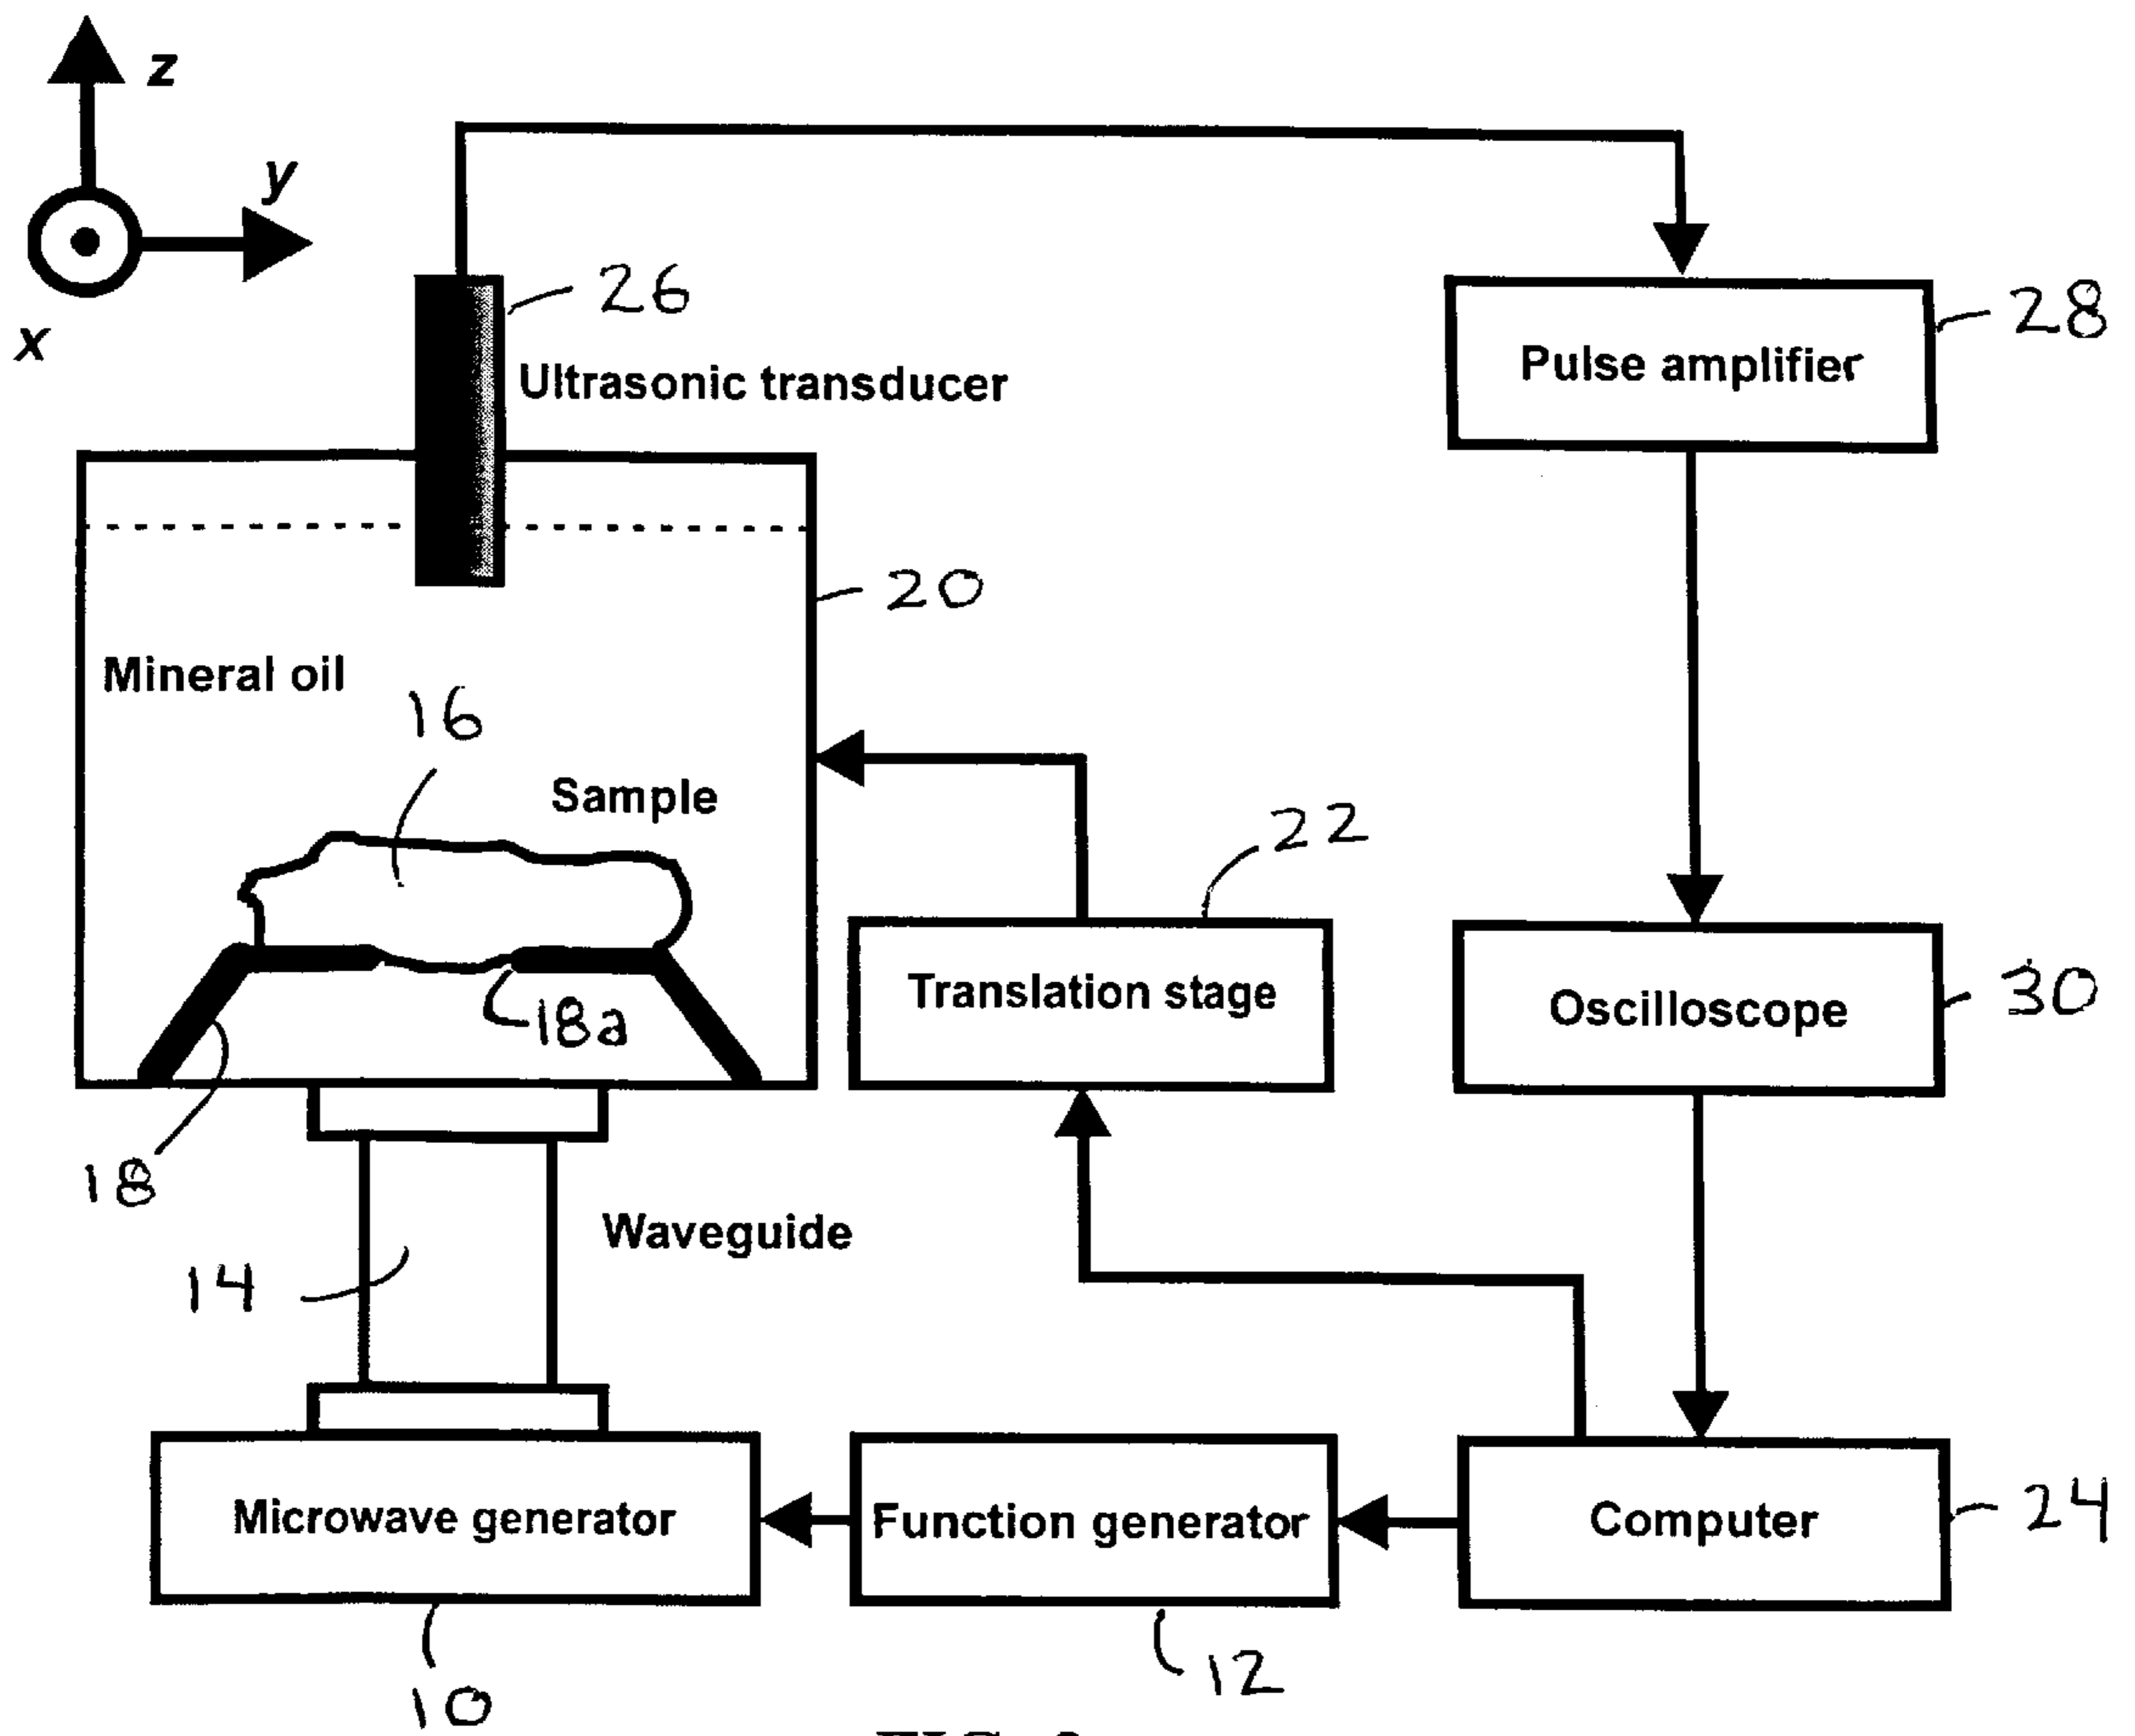 z
y
x
26
Ultrasonic transducer
28
Pulse amplifier
20
Mineral oil
16
Sample
22
Translation stage
18a
30
Oscilloscope
18
Waveguide
14
Microwave generator
Function generator
Computer
24
10
12